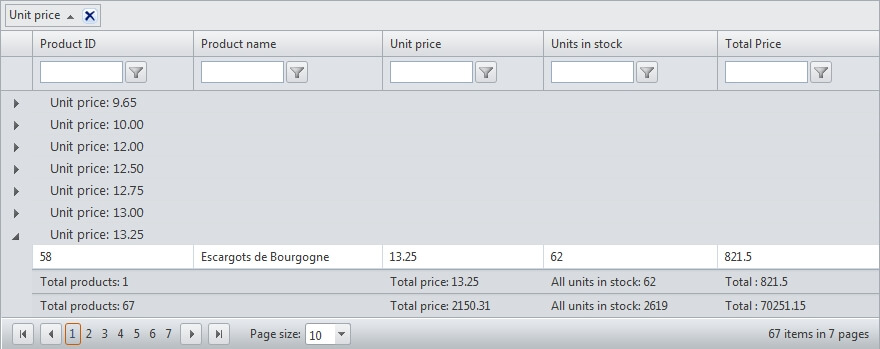 Unit price
Product ID Product name Unit price Units in stock Total Price
Unit price: 9.65
Unit price: 10.00
Unit price: 12.00
Unit price: 12.50
Unit price: 12.75
Unit price: 13.00
Unit price: 13.25
58 Escargots de Bourgogne 13.25 62 821.5
Total products: 1 Total price: 13.25 All units in stock: 62 Total : 821.5
Total products: 67 Total price: 2150.31 All units in stock: 2619 Total : 70251.15
1 2 3 4 5 6 7 Page size: 10 67 items in 7 pages